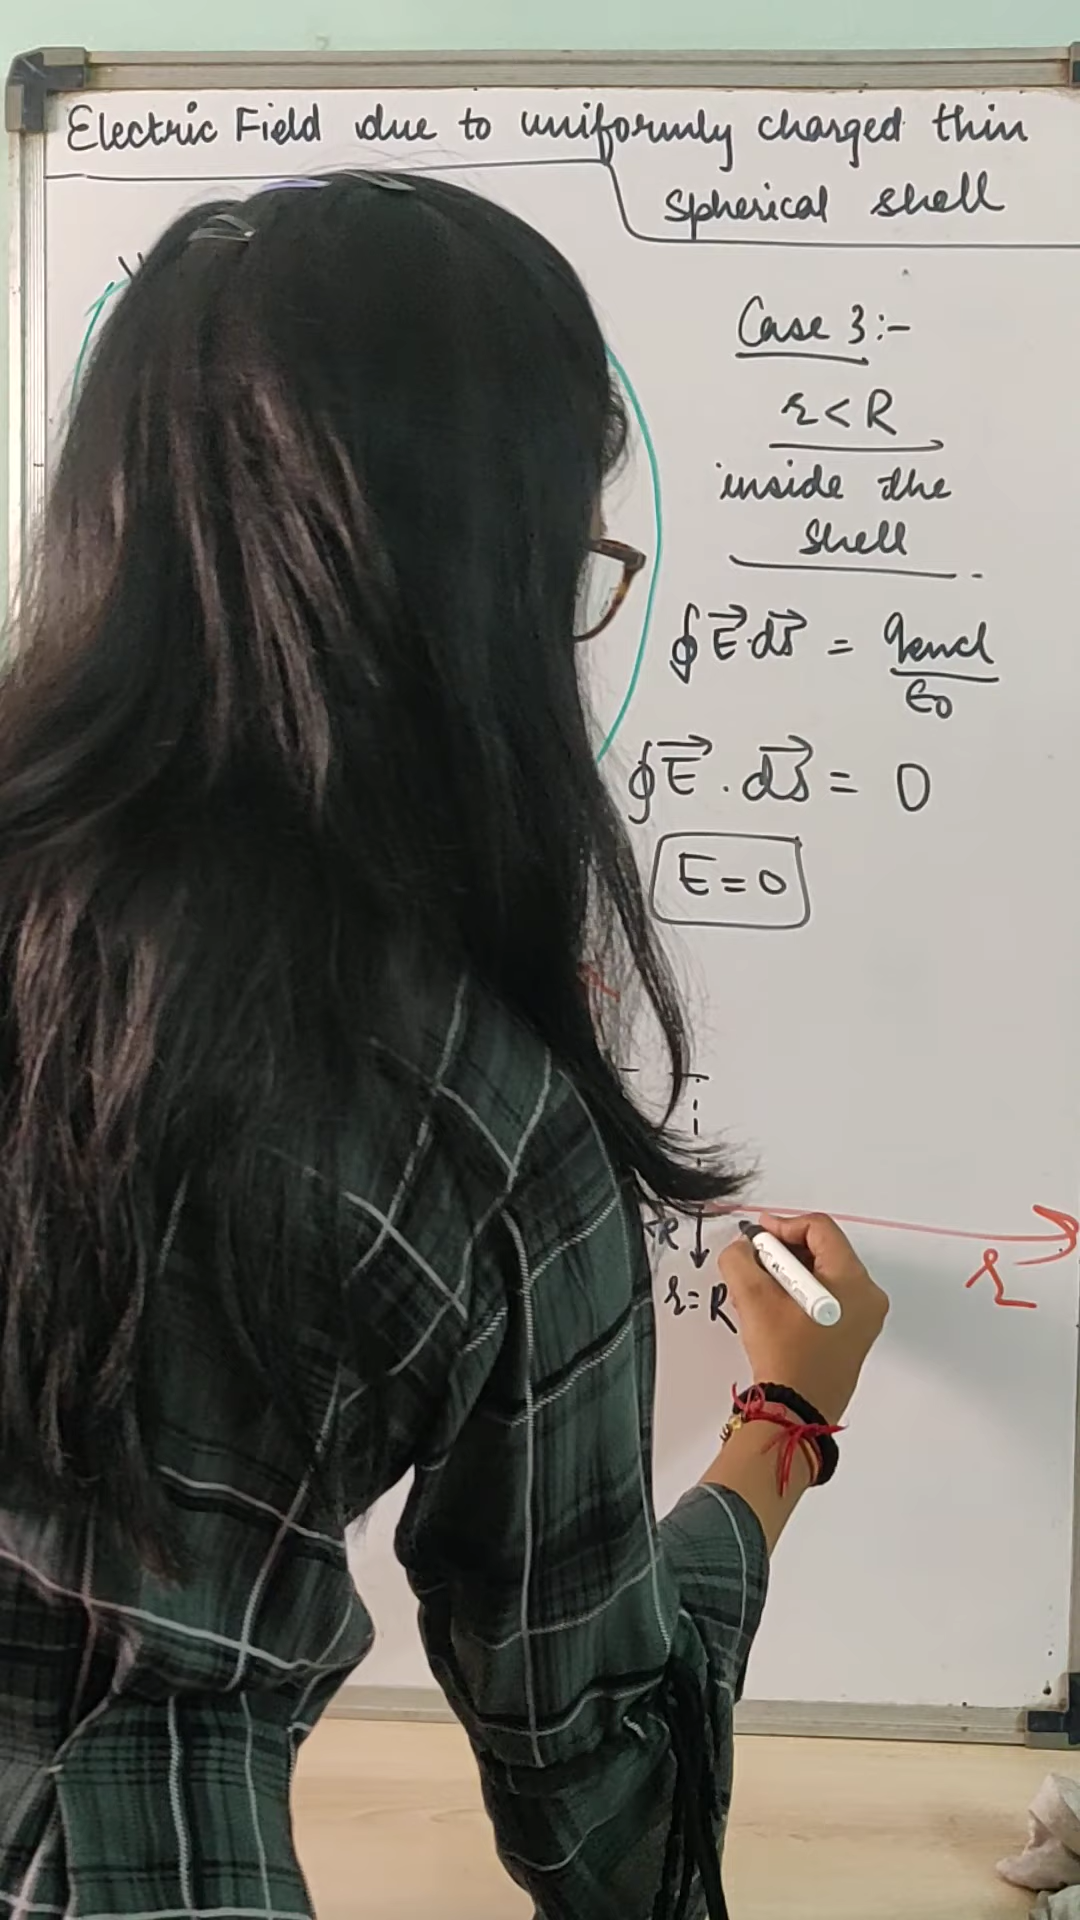 Electric Field due to uniformly charged thin
spherical shell
Case 3:-
r<R
inside the
shell
∮E⃗.ds⃗ = qencl/ε0
∮E⃗ . ds⃗ = 0
E=0
r=R
r